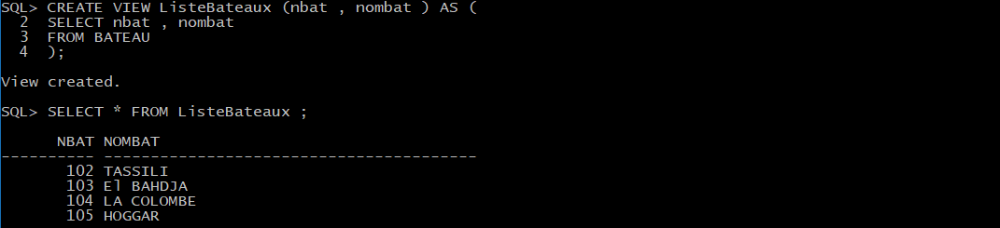 SQL> CREATE VIEW ListeBateaux (nbat , nombat ) AS (
  2  SELECT nbat , nombat
  3  FROM BATEAU
  4  );
View created.
SQL> SELECT * FROM ListeBateaux ;
      NBAT NOMBAT
---------- ----------------------------------------
       102 TASSILI
       103 El BAHDJA
       104 LA COLOMBE
       105 HOGGAR